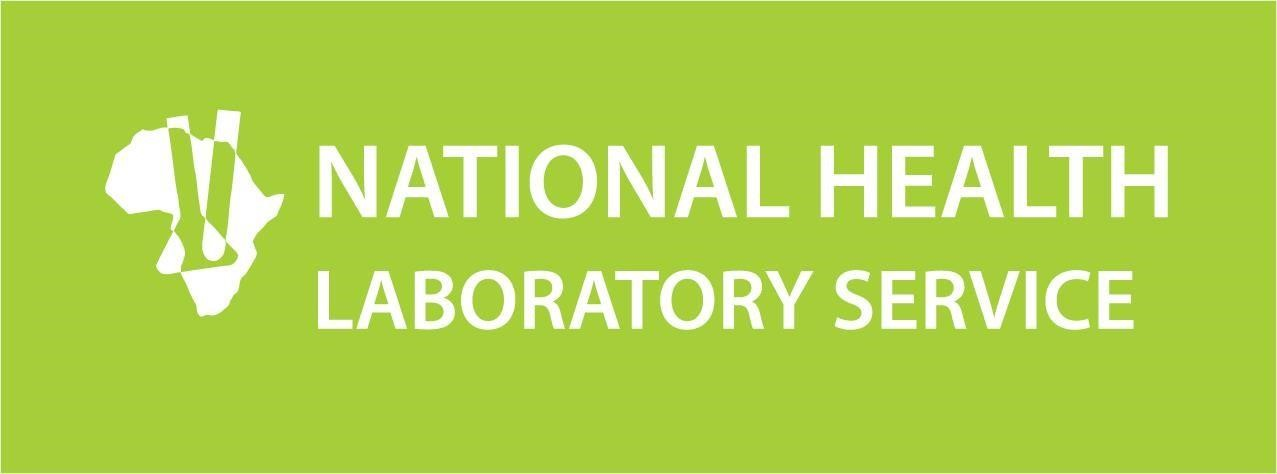 NATIONAL HEALTH
LABORATORY SERVICE